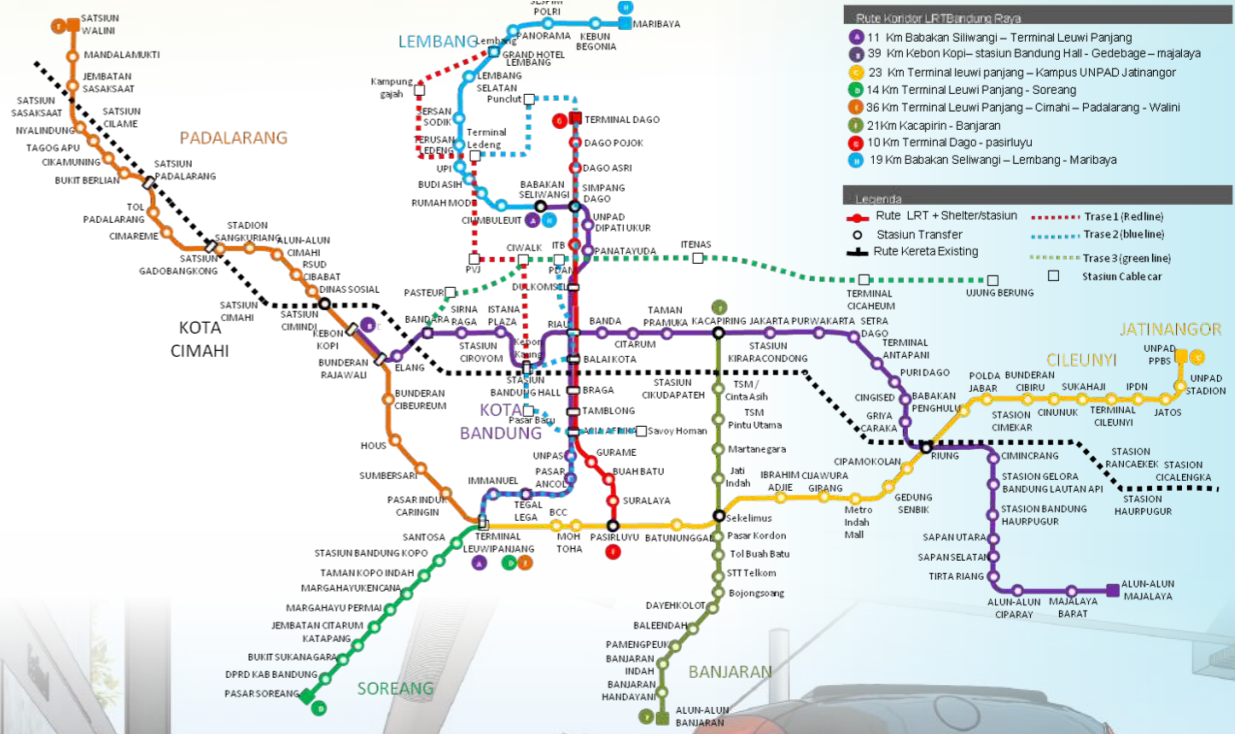 SATSIUN
WALINI
MANDALAMUKTI
JEMBATAN
SASAKSAAT
SATSIUN
SASAKSAAT
SATSIUN
CILAME
NYALINDUNG
TAGOG APU
CIKAMUNING
BUKIT BERLIAN
SATSIUN
PADALARANG
PADALARANG
TOL
PADALARANG
CIMAREME
SATSIUN
GADOBANGKONG
STADION
SANGKURIANG
ALUN-ALUN
CIMAHI
RSUD
CIBABAT
DINAS SOSIAL
SATSIUN
CIMAHI
SATSIUN
CIMINDI
KEBON
KOPI
KOTA
CIMAHI
BUNDERAN
RAJAWALI
ELANG
BUNDERAN
CIBEUREUM
HOUS
SUMBERSARI
PASAR INDUK
CARINGIN
LEMBANG
SESPIM
POLRI
PANORAMA
KEBUN
BEGONIA
MARIBAYA
Lembang
GRAND HOTEL
LEMBANG
LEMBANG
SELATAN
Punclut
Kampung
gajah
Terminal
Ledeng
UPI
BUDI ASIH
CIUMBULEUIT
BABAKAN
SELIWANGI
TERMINAL DAGO
DAGO POJOK
DAGO ASRI
SIMPANG
DAGO
UNPAD
DIPATI UKUR
PANATAYUDA
ITB
CIWALK
PVJ
ITENAS
PASTEUR
TERMINAL
CICAHEUM
UJUNG BERUNG
BANDARA
SIRNA
RAGA
ISTANA
PLAZA
STASIUN
CIROYOM
STASIUN
BANDUNG HALL
RIAU
BANDA
CITARUM
TAMAN
PRAMUKA
KACAPIRING
JAKARTA
PURWAKARTA
SETRA
DAGO
STASIUN
KIRARACONDONG
TERMINAL
ANTAPANI
PURI DAGO
CINGISED
BABAKAN
PENGHULU
GRIYA
CARAKA
BALAI KOTA
BRAGA
STASIUN
CIKUDAPATEH
TAMBLONG
Pasar Baru
Savoy Homan
KOTA
BANDUNG
UNPAS
PASAR
ANCOL
GURAME
BUAH BATU
SURALAYA
IMMANUEL
TEGAL
LEGA
TSM /
Cinta Asih
TSM
Pintu Utama
Martanegara
Jati
Indah
Sekelimus
Pasar Kordon
Tol Buah Batu
STT Telkom
Bojongsoang
DAYEHKOLOT
BALEENDAH
PAMENGPEUK
BANJARAN
INDAH
BANJARAN
HANDAYANI
ALUN-ALUN
BANJARAN
BANJARAN
TERMINAL
LEUWIPANJANG
BCC
MOH
TOHA
PASIRLUYU
BATUNUNGGAL
IBRAHIM
ADJIE
CIJAWURA
GIRANG
Metro
Indah
Mall
GEDUNG
SENBIK
CIPAMOKOLAN
RIUNG
POLDA
JABAR
BUNDERAN
CIBIRU
STASION
CIMEKAR
CINUNUK
SUKAHAJI
TERMINAL
CILEUNYI
IPDN
JATOS
UNPAD
STADION
UNPAD
PPBS
JATINANGOR
CILEUNYI
CIMINCRANG
STASION GELORA
BANDUNG LAUTAN API
STASION BANDUNG
HAURPUGUR
STASION
RANCAEKEK
STASION
CICALENGKA
STASION
HAURPUGUR
SAPAN UTARA
SAPAN SELATAN
TIRTA RIANG
ALUN-ALUN
CIPARAY
MAJALAYA
BARAT
ALUN-ALUN
MAJALAYA
SANTOSA
STASIUN BANDUNG KOPO
TAMAN KOPO INDAH
MARGAHAYUKENCANA
MARGAHAYU PERMAI
JEMBATAN CITARUM
KATAPANG
BUKIT SUKANAGARA
DPRD KAB BANDUNG
PASAR SOREANG
SOREANG
Rute Koridor LRTBandung Raya
A 11 Km Babakan Siliwangi – Terminal Leuwi Panjang
B 39 Km Kebon Kopi– stasiun Bandung Hall - Gedebage – majalaya
C 23 Km Terminal leuwi panjang – Kampus UNPAD Jatinangor
D 14 Km Terminal Leuwi Panjang - Soreang
E 36 Km Terminal Leuwi Panjang – Cimahi – Padalarang - Walini
F 21Km Kacapirin - Banjaran
G 10 Km Terminal Dago - pasirluyu
H 19 Km Babakan Seliwangi – Lembang - Maribaya
Legenda
Rute LRT + Shelter/stasiun
Stasiun Transfer
Rute Kereta Existing
Trase 1 (Red line)
Trase 2 (blue line)
Trase 3 (green line)
Stasiun Cable car